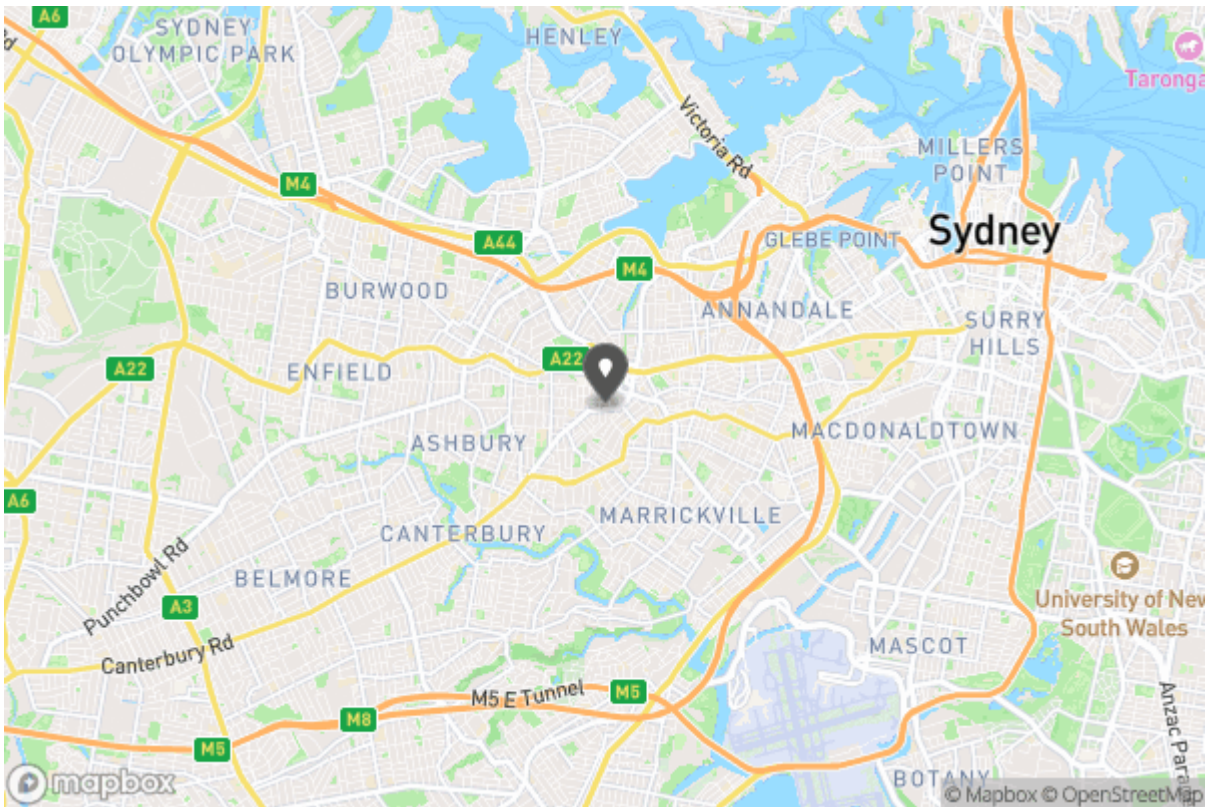 A6
SYDNEY
OLYMPIC PARK
HENLEY
Taronga
Rd
Victoria Rd
MILLERS
POINT
M4
Sydney
A44
GLEBE POINT
M4
BURWOOD
ANNANDALE
SURRY
HILLS
A22
A22
ENFIELD
ASHBURY
MACDONALDTOWN
A6
MARRICKVILLE
CANTERBURY
Punchbowl Rd
BELMORE
University of New
South Wales
A3
Canterbury Rd
MASCOT
M5 E Tunnel
M5
M8
Anzac Para
M5
mapbox
BOTANY
© Mapbox © OpenStreetMap